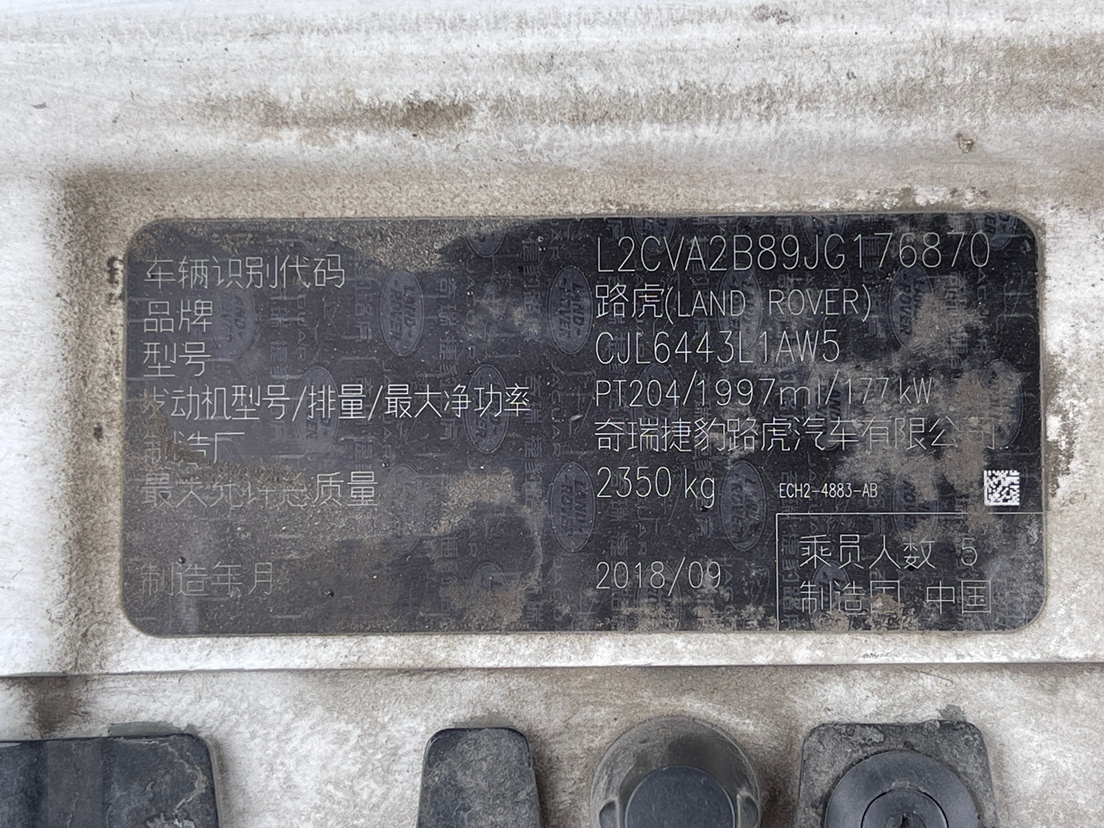 车辆识别代码 L2CVA2B89JG176870
品牌 路虎(LAND ROVER)
型号 CJL6443L1AW5
发动机型号/排量/最大净功率 PT204/1997ml/177kW
制造厂 奇瑞捷豹路虎汽车有限公司
最大允许总质量 2350 kg ECH2-4883-AB
乘员人数 5
制造年月 2018/09
制造国 中国